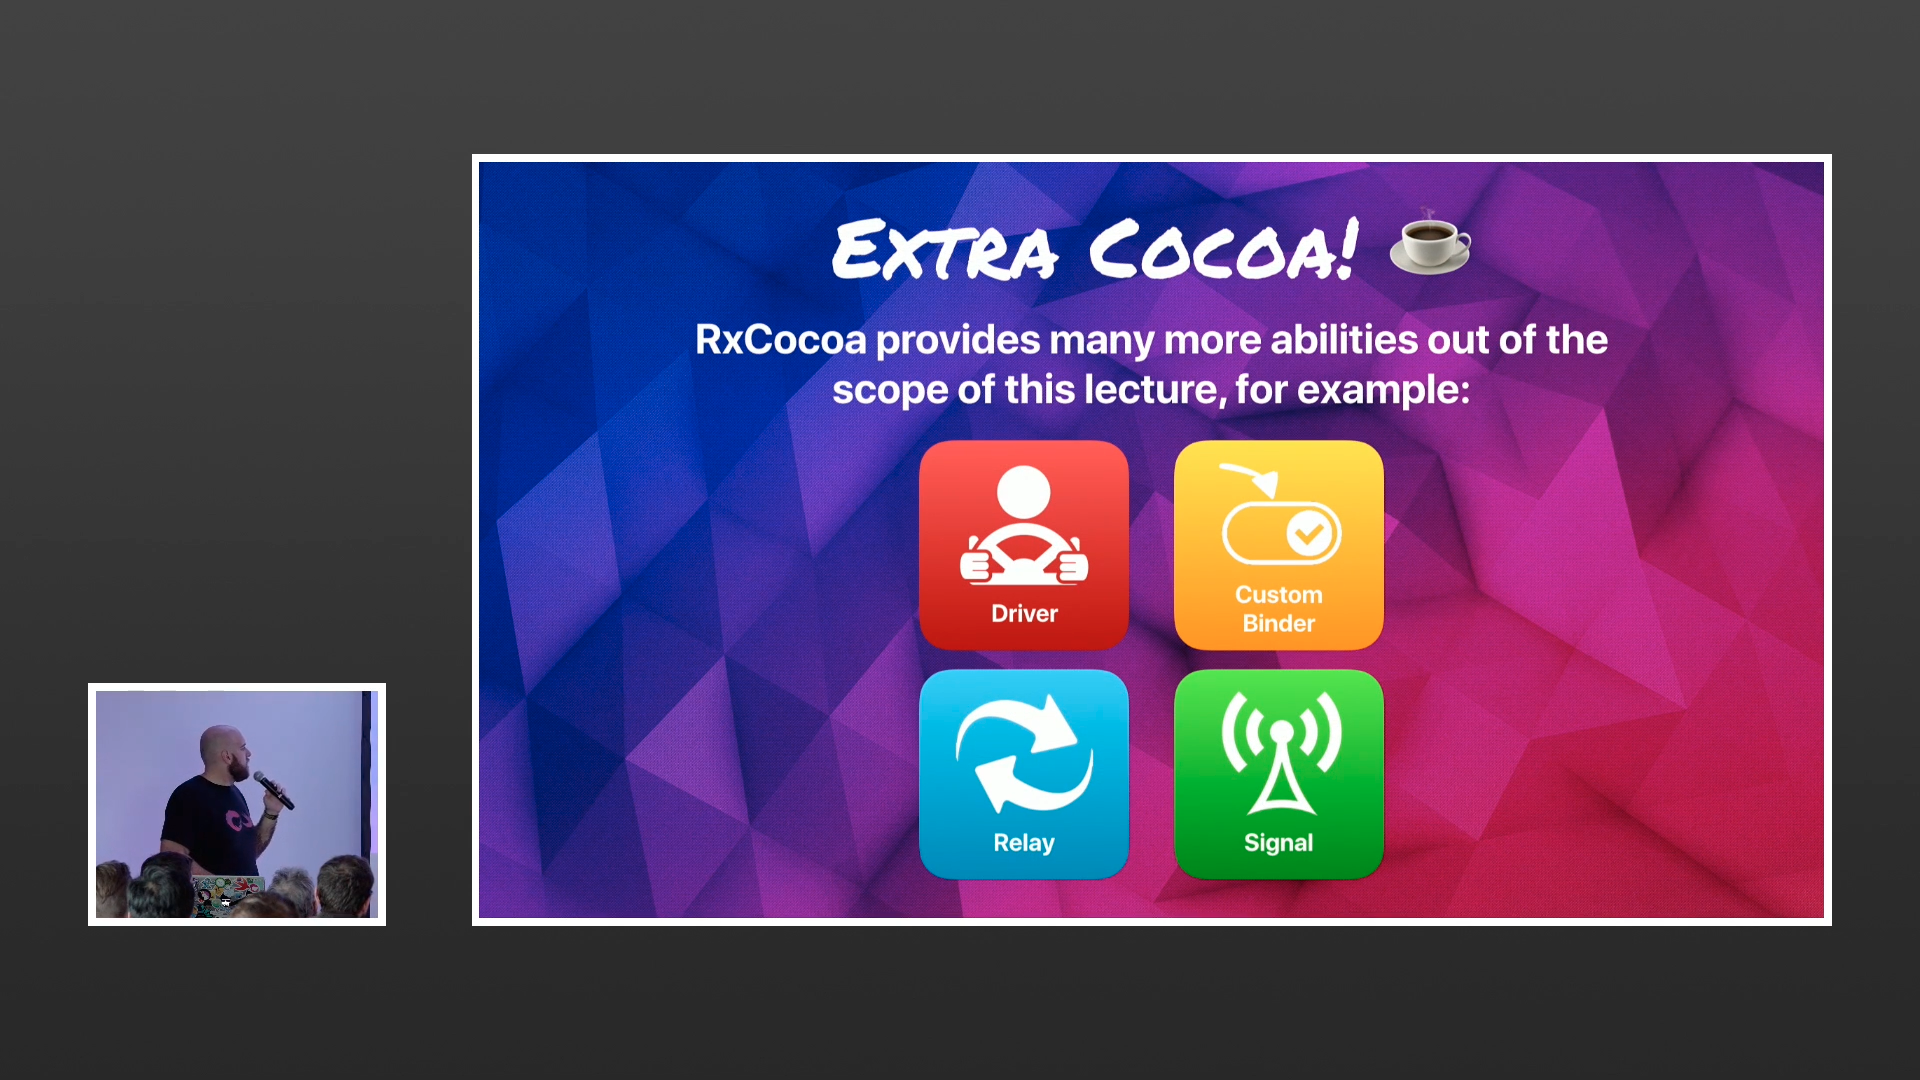 Extra Cocoa!
RxCocoa provides many more abilities out of the
scope of this lecture, for example:
Driver
Custom
Binder
Relay
Signal